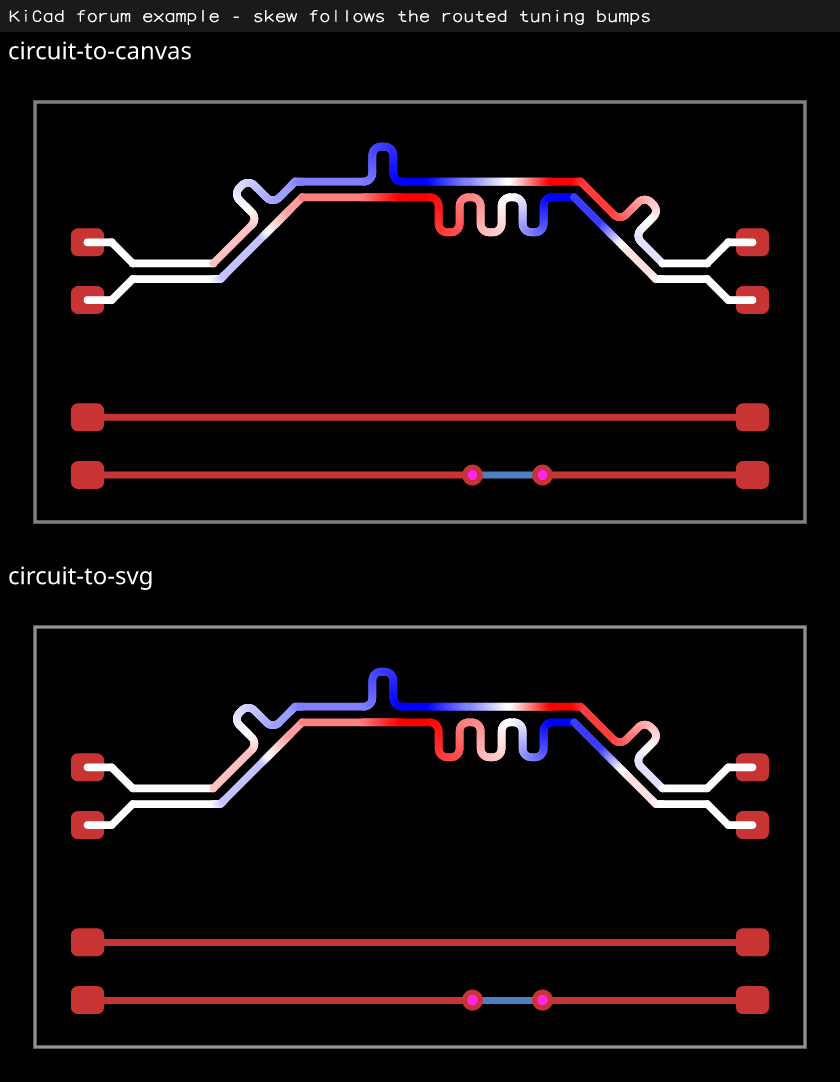 KiCad forum example - skew follows the routed tuning bumps
circuit-to-canvas
circuit-to-svg